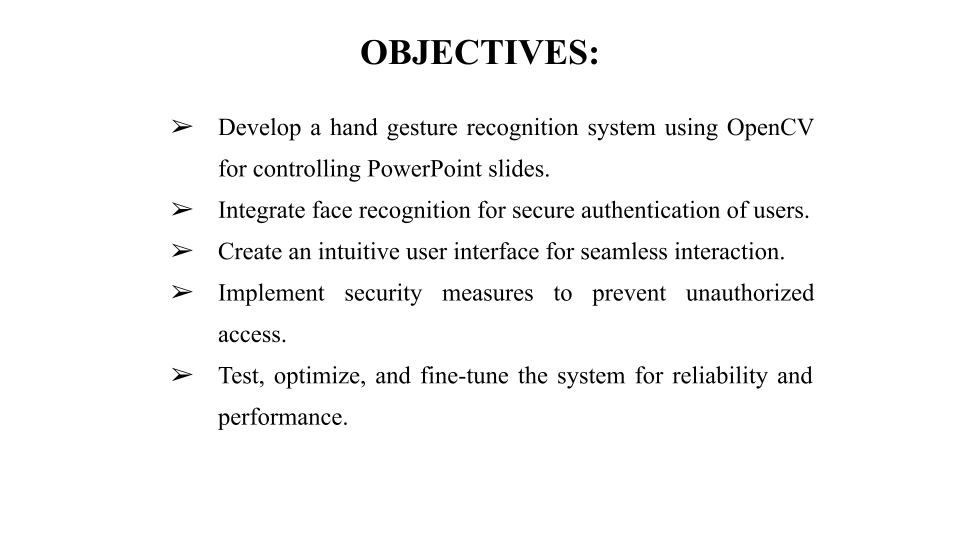 OBJECTIVES:
➢ Develop a hand gesture recognition system using OpenCV
for controlling PowerPoint slides.
➢ Integrate face recognition for secure authentication of users.
➢ Create an intuitive user interface for seamless interaction.
➢ Implement security measures to prevent unauthorized
access.
➢ Test, optimize, and fine-tune the system for reliability and
performance.